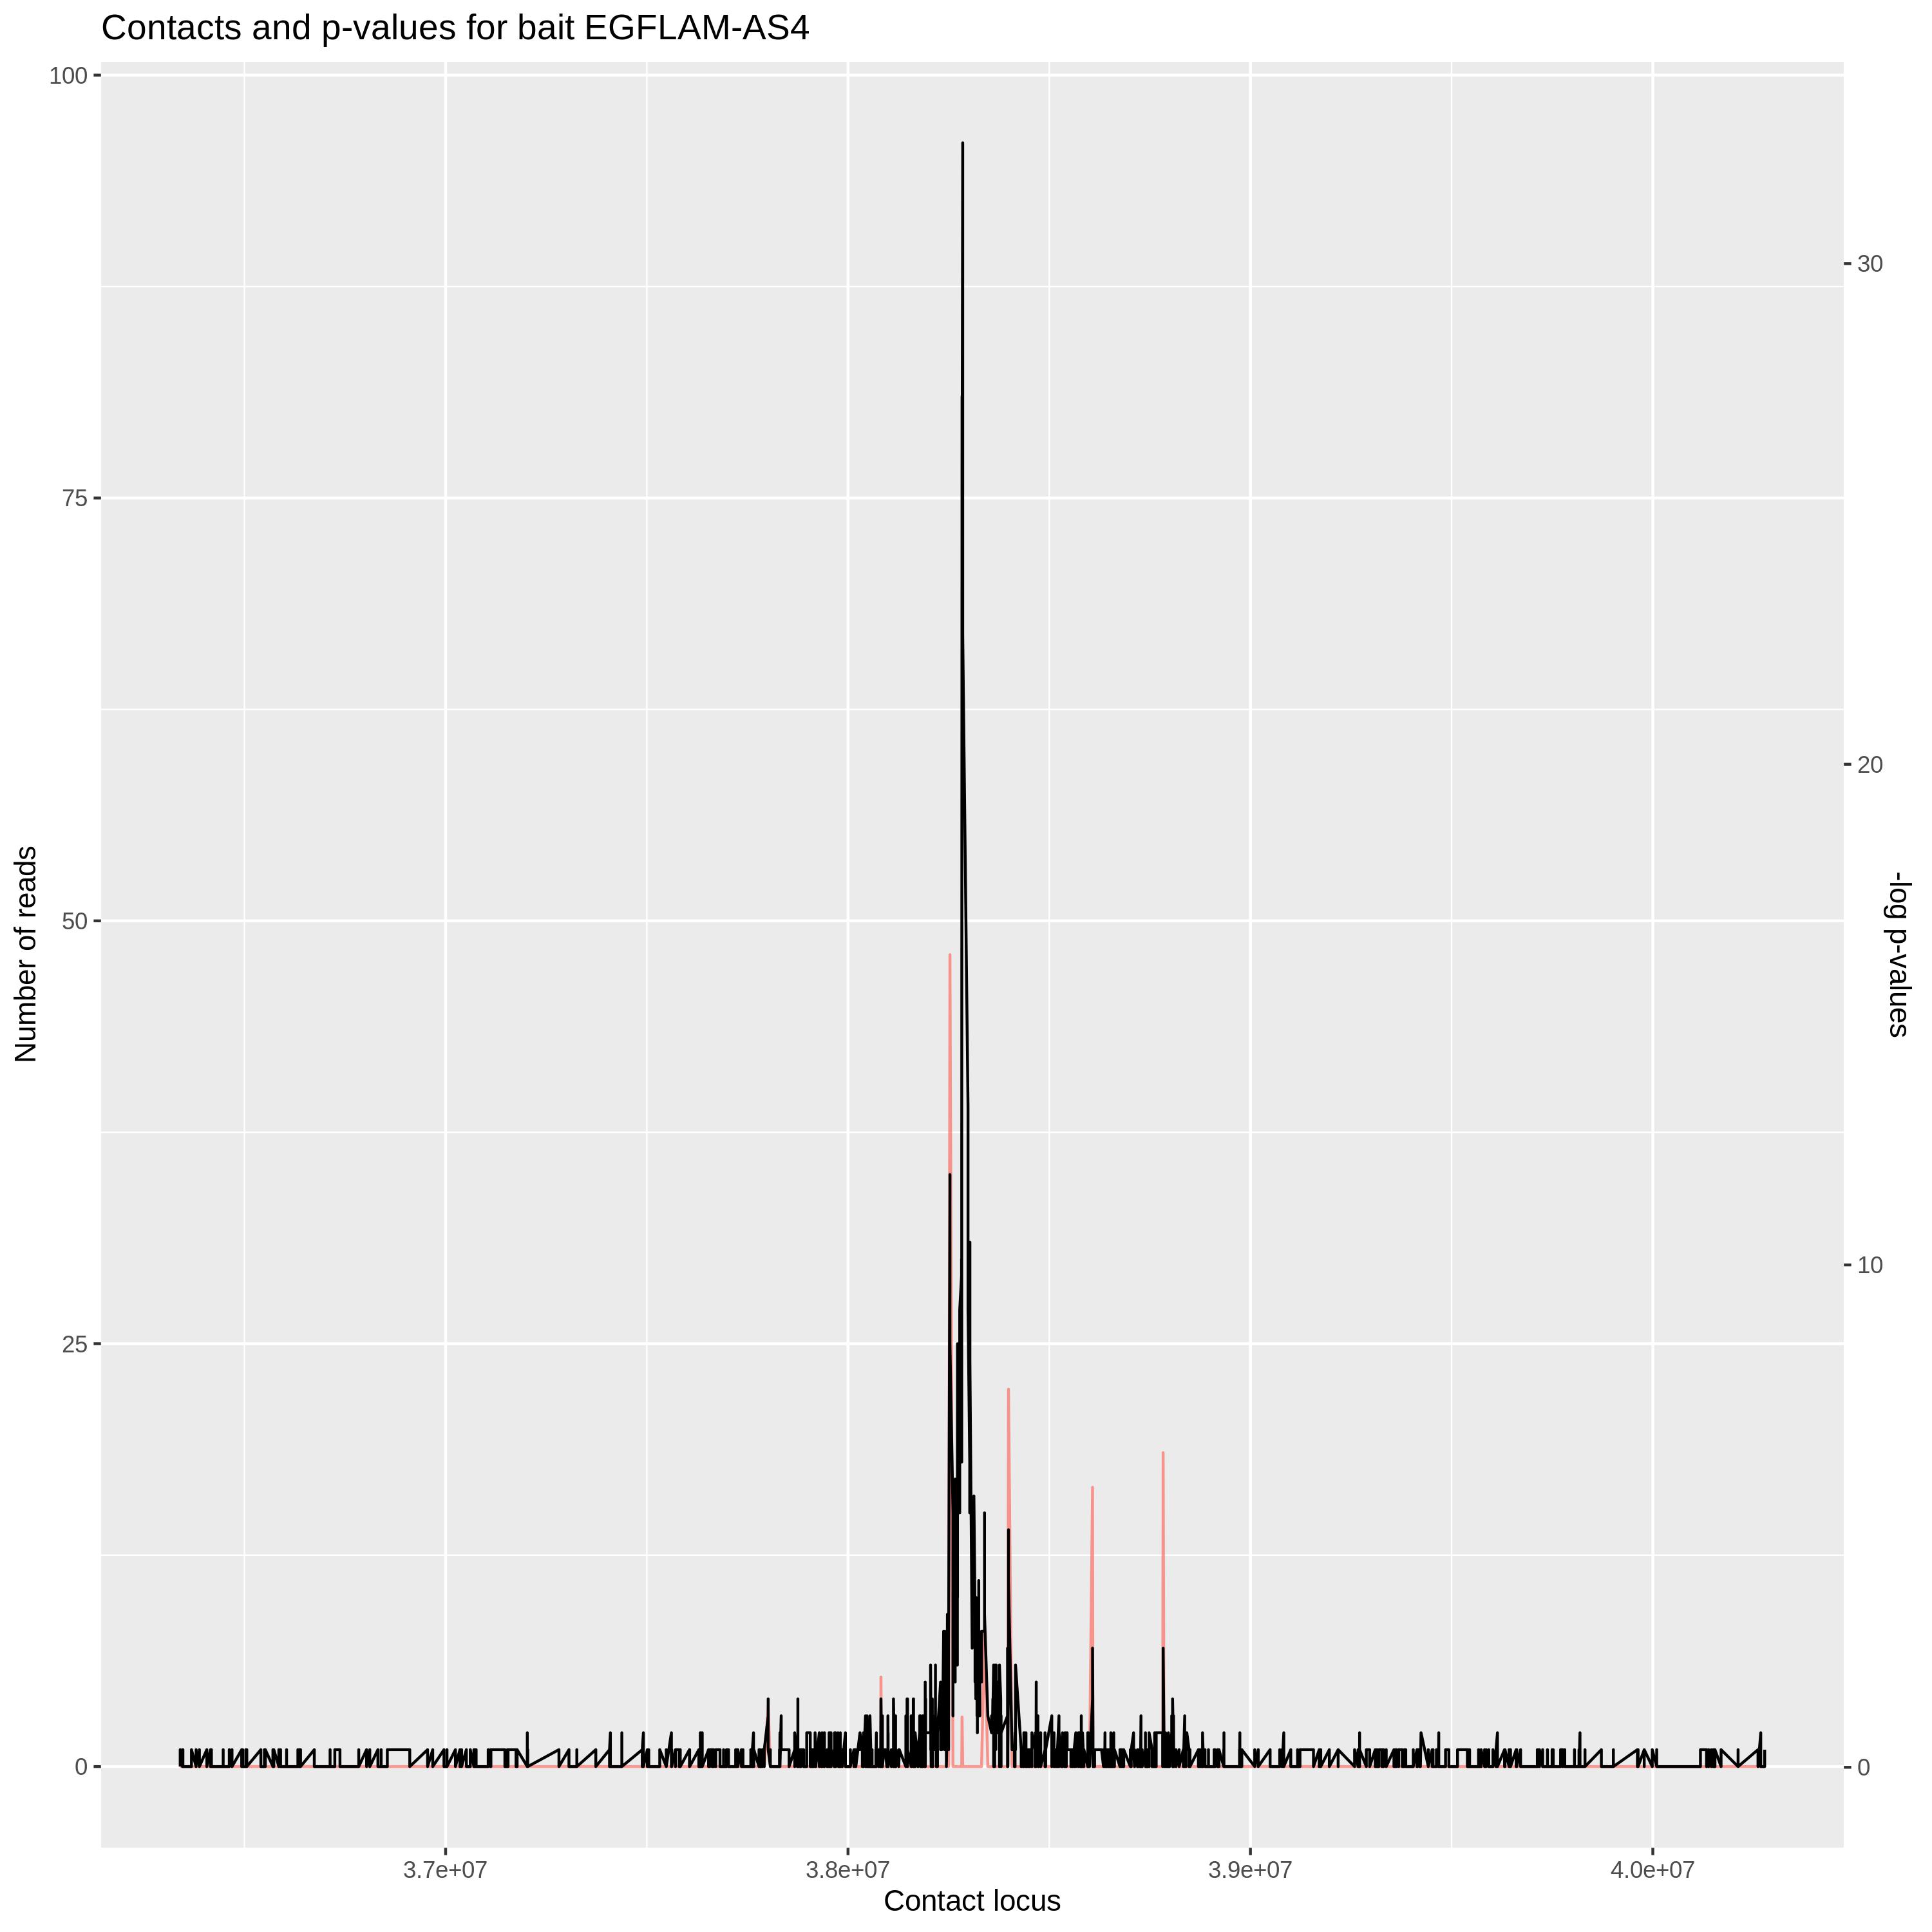 Contacts and p-values for bait EGFLAM-AS4
100
75
50
25
0
Number of reads
30
20
10
0
-log p-values
3.7e+07
3.8e+07
3.9e+07
4.0e+07
Contact locus